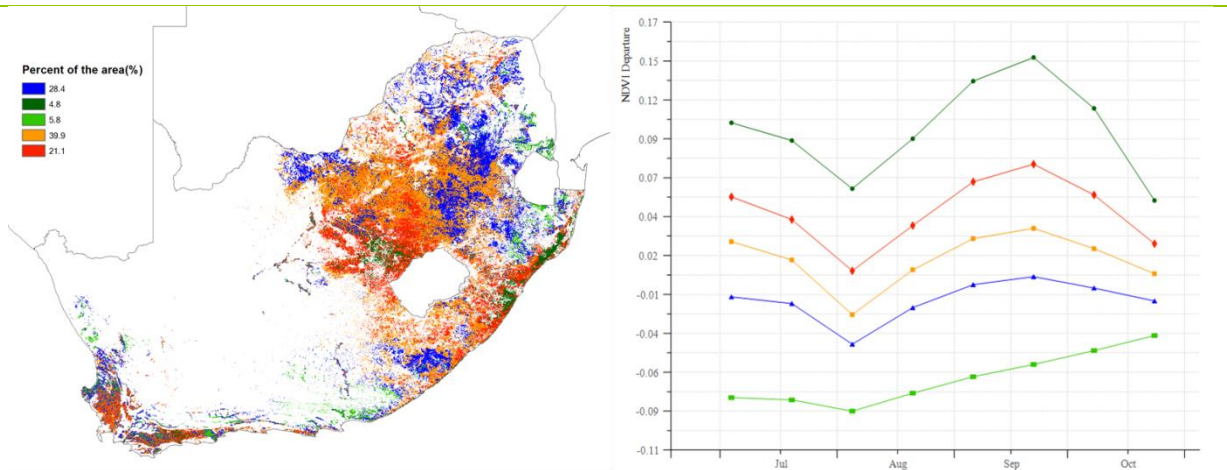 Percent of the area(%)
28.4
4.8
5.8
39.9
21.1
NDVI Departure
0.17
0.15
0.12
0.09
0.07
0.04
0.02
-0.01
-0.04
-0.06
-0.09
-0.11
Jul
Aug
Sep
Oct